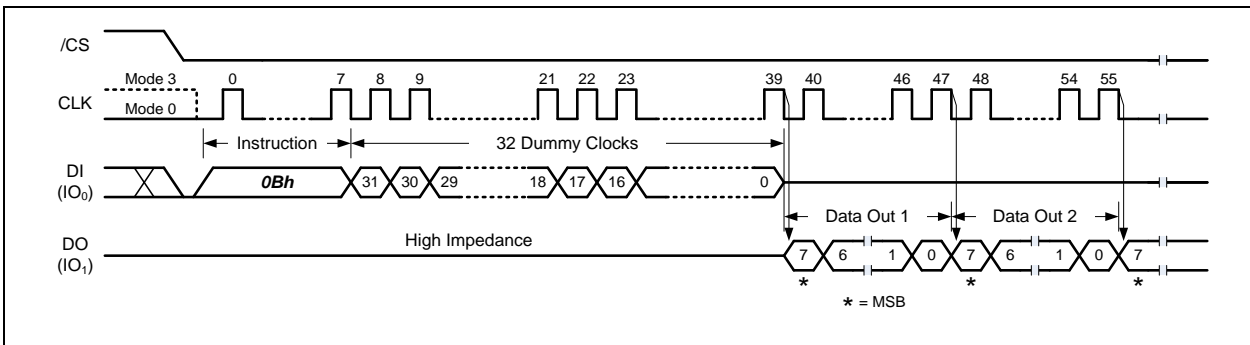 /CS
Mode 3 0 7 8 9 21 22 23 39 40 46 47 48 54 55
CLK
Mode 0
Instruction 32 Dummy Clocks
DI
(IO₀)
0Bh 31 30 29 18 17 16 0
Data Out 1 Data Out 2
High Impedance
DO
(IO₁)
7 6 1 0 7 6 1 0 7
* * *
* = MSB